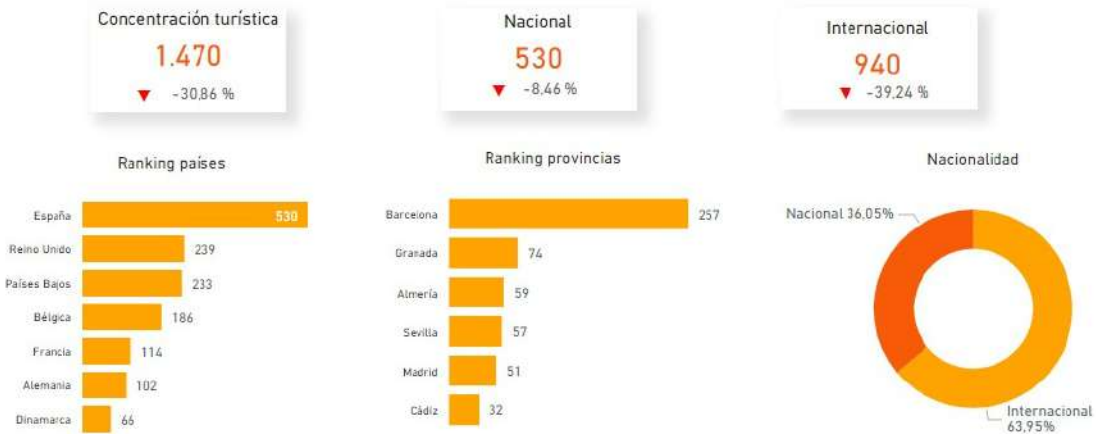 Concentración turística
1.470
▼ -30,86 %
Nacional
530
▼ -8,46 %
Internacional
940
▼ -39,24 %
Ranking países
España 530
Reino Unido 239
Países Bajos 233
Bélgica 186
Francia 114
Alemania 102
Dinamarca 66
Ranking provincias
Barcelona 257
Granada 74
Almería 59
Sevilla 57
Madrid 51
Cádiz 32
Nacionalidad
Nacional 36,05%
Internacional
63,95%